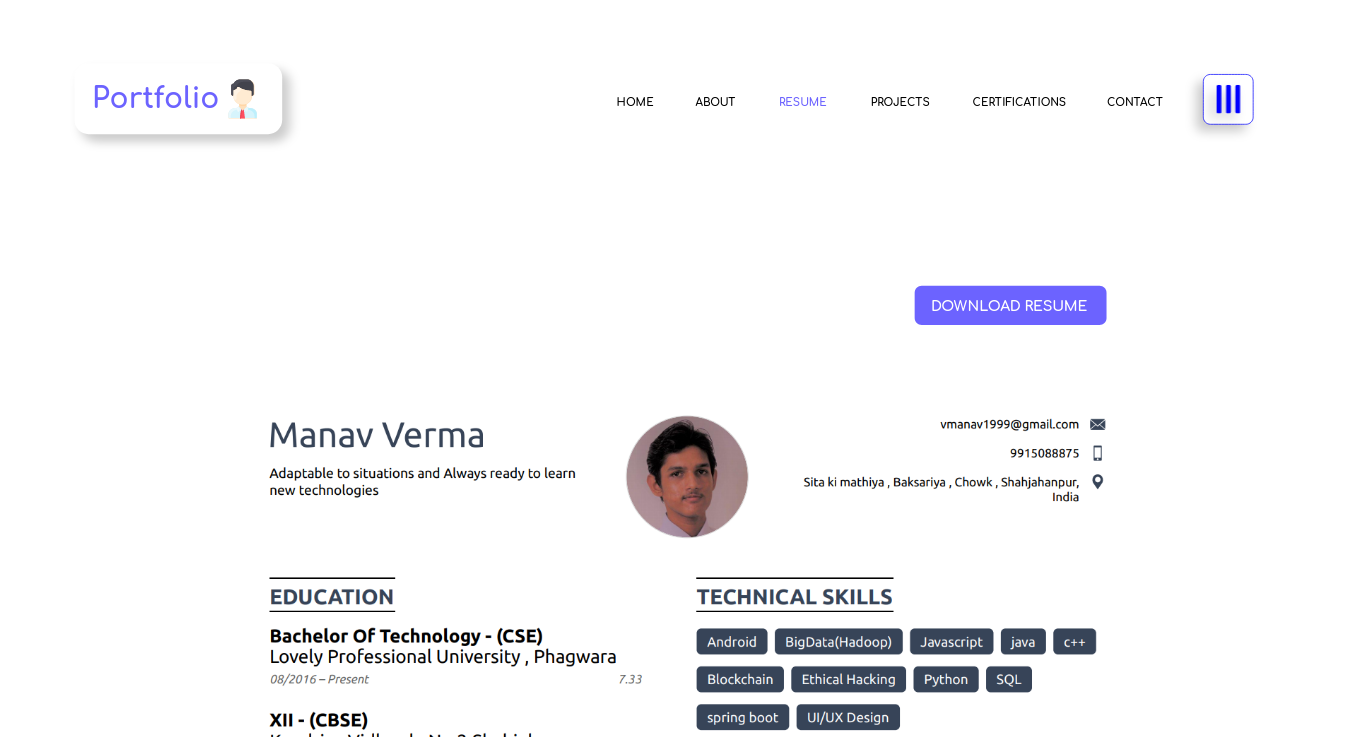 Portfolio
HOME ABOUT RESUME PROJECTS CERTIFICATIONS CONTACT
DOWNLOAD RESUME
Manav Verma
Adaptable to situations and Always ready to learn
new technologies
vmanav1999@gmail.com
9915088875
Sita ki mathiya , Baksariya , Chowk , Shahjahanpur,
India
EDUCATION
Bachelor Of Technology - (CSE)
Lovely Professional University , Phagwara
08/2016 – Present 7.33
XII - (CBSE)
TECHNICAL SKILLS
Android BigData(Hadoop) Javascript java c++
Blockchain Ethical Hacking Python SQL
spring boot UI/UX Design